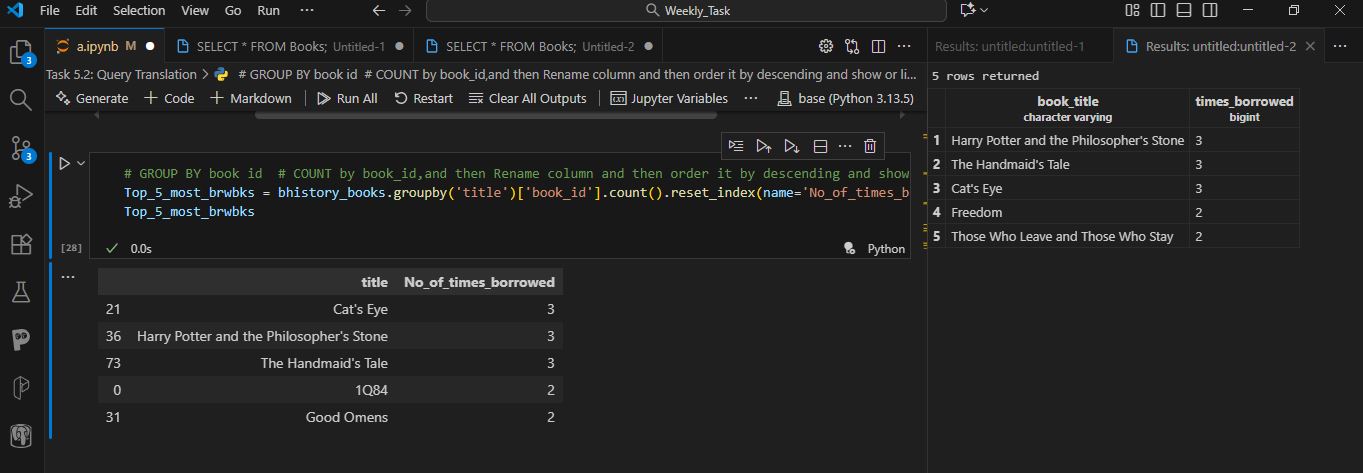 File Edit Selection View Go Run ··· Weekly_Task
a.ipynb M
SELECT * FROM Books; Untitled-1
SELECT * FROM Books; Untitled-2
Results: untitled:untitled-1
Results: untitled:untitled-2
Task 5.2: Query Translation > # GROUP BY book id # COUNT by book_id,and then Rename column and then order it by descending and show or li...
Generate + Code + Markdown Run All Restart Clear All Outputs Jupyter Variables ··· base (Python 3.13.5)
3
3
# GROUP BY book id # COUNT by book_id,and then Rename column and then order it by descending and show
Top_5_most_brwbks = bhistory_books.groupby('title')['book_id'].count().reset_index(name='No_of_times_b
Top_5_most_brwbks
[28] 0.0s Python
title No_of_times_borrowed
21 Cat's Eye 3
36 Harry Potter and the Philosopher's Stone 3
73 The Handmaid's Tale 3
0 1Q84 2
31 Good Omens 2
5 rows returned
book_title times_borrowed
character varying bigint
1 Harry Potter and the Philosopher's Stone 3
2 The Handmaid's Tale 3
3 Cat's Eye 3
4 Freedom 2
5 Those Who Leave and Those Who Stay 2